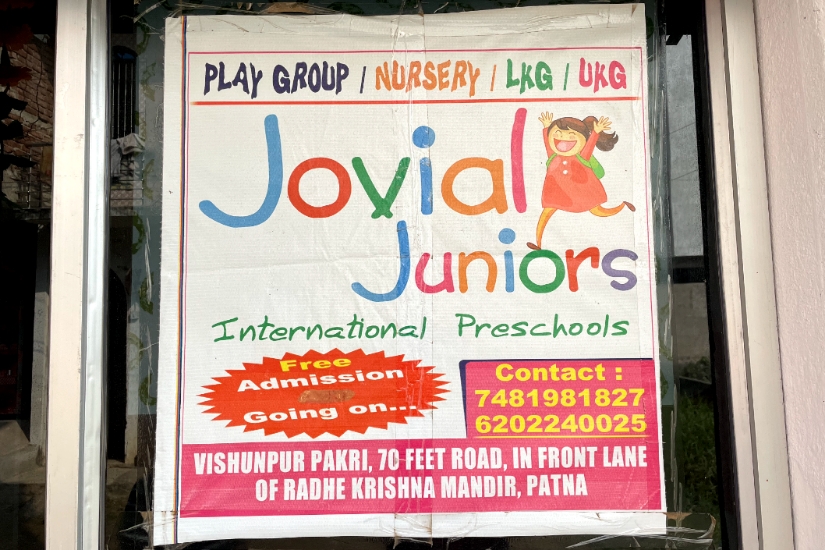 PLAY GROUP / NURSERY / LKG / UKG
Jovial
Juniors
International Preschools
Free
Admission
Going on...
Contact :
7481981827
6202240025
VISHUNPUR PAKRI, 70 FEET ROAD, IN FRONT LANE
OF RADHE KRISHNA MANDIR, PATNA